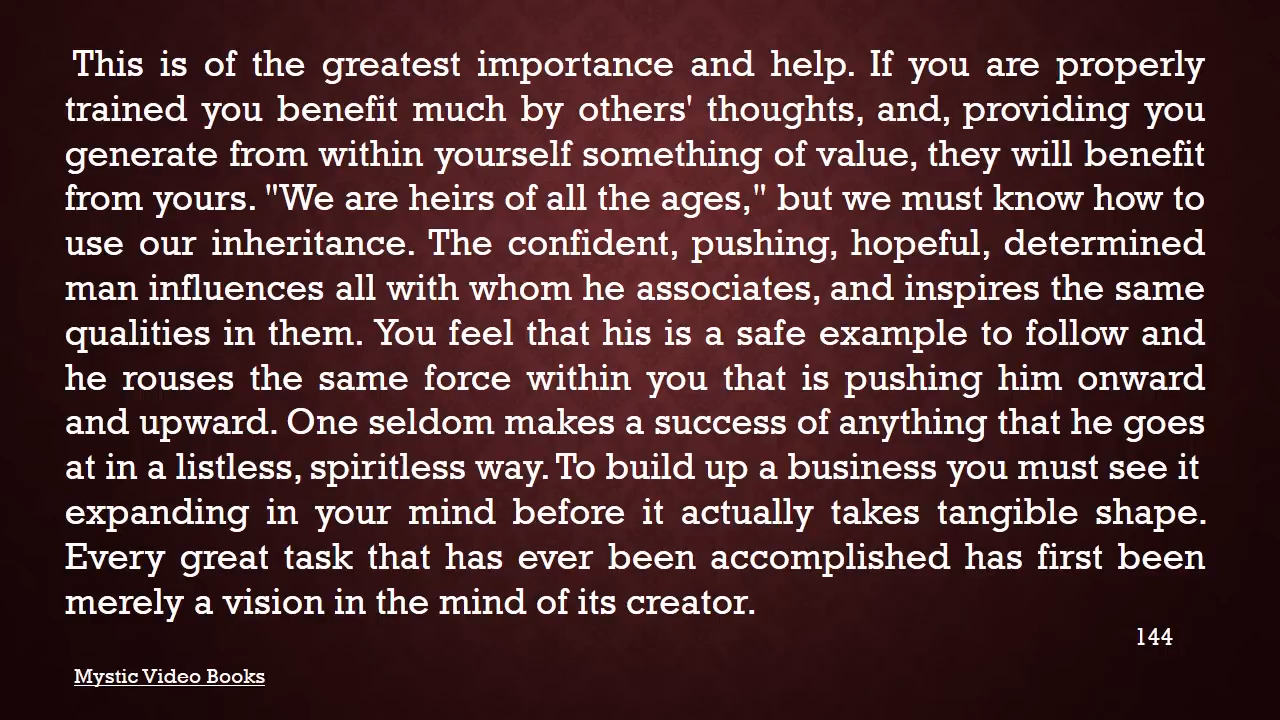 This is of the greatest importance and help. If you are properly
trained you benefit much by others' thoughts, and, providing you
generate from within yourself something of value, they will benefit
from yours. "We are heirs of all the ages," but we must know how to
use our inheritance. The confident, pushing, hopeful, determined
man influences all with whom he associates, and inspires the same
qualities in them. You feel that his is a safe example to follow and
he rouses the same force within you that is pushing him onward
and upward. One seldom makes a success of anything that he goes
at in a listless, spiritless way. To build up a business you must see it
expanding in your mind before it actually takes tangible shape.
Every great task that has ever been accomplished has first been
merely a vision in the mind of its creator.
144
Mystic Video Books